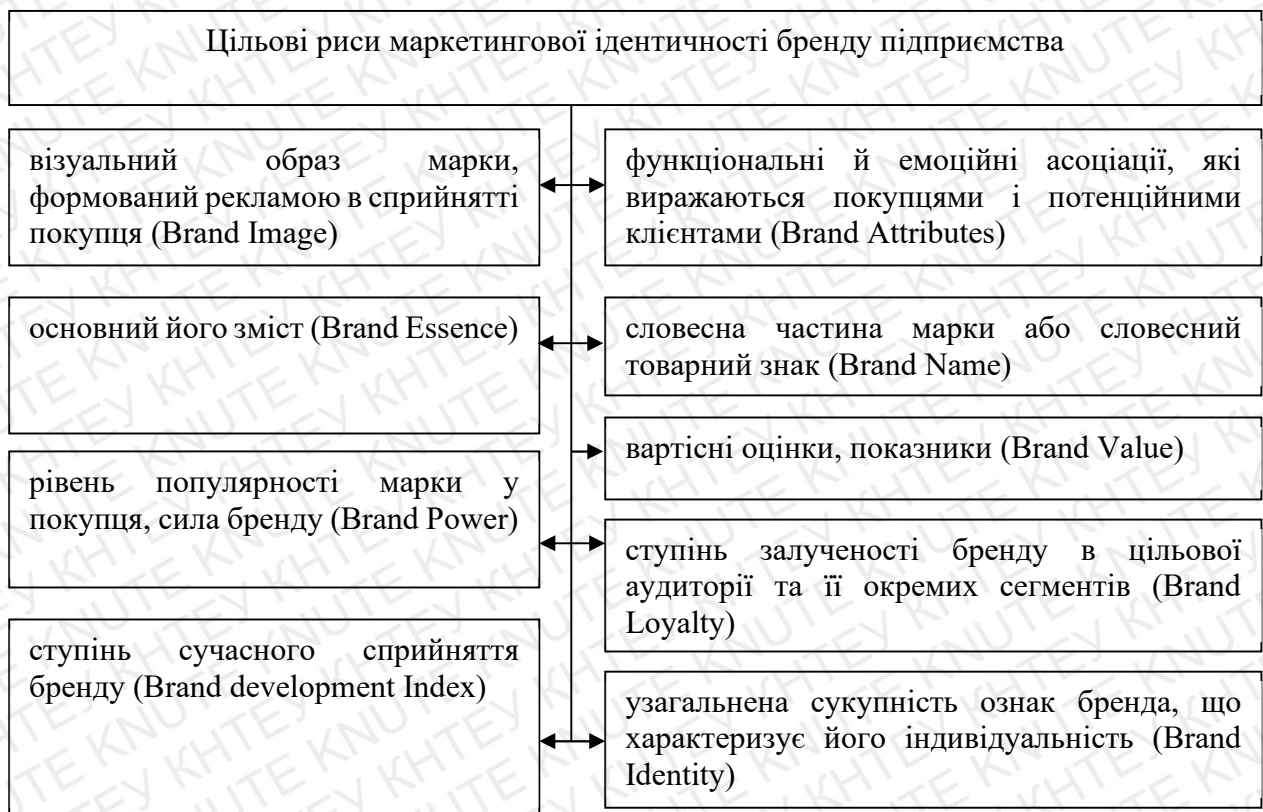 Цільові риси маркетингової ідентичності бренду підприємства
візуальний образ марки,
формований рекламою в сприйнятті
покупця (Brand Image)
функціональні й емоційні асоціації, які
виражаються покупцями і потенційними
клієнтами (Brand Attributes)
основний його зміст (Brand Essence)
словесна частина марки або словесний
товарний знак (Brand Name)
вартісні оцінки, показники (Brand Value)
рівень популярності марки у
покупця, сила бренду (Brand Power)
ступінь залученості бренду в цільової
аудиторії та її окремих сегментів (Brand
Loyalty)
ступінь сучасного сприйняття
бренду (Brand development Index)
узагальнена сукупність ознак бренда, що
характеризує його індивідуальність (Brand
Identity)